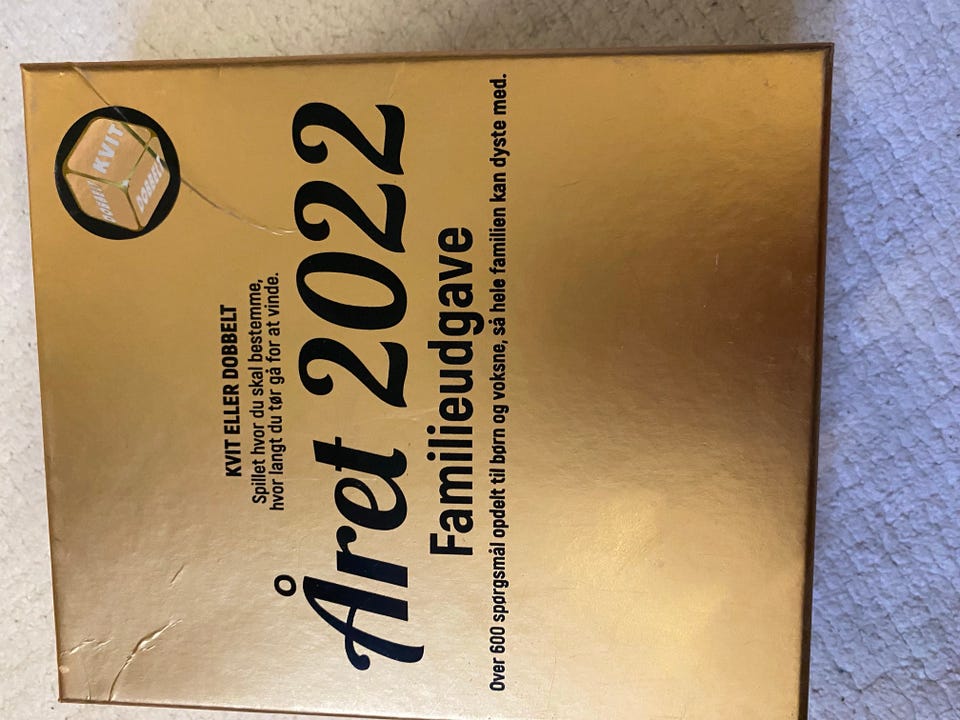 KVIT
DOBBELT
DOBBELT
KVIT ELLER DOBBELT
Spillet hvor du skal bestemme,
hvor langt du tør gå for at vinde.
Året 2022
Familieudgave
Over 600 spørgsmål opdelt til børn og voksne, så hele familien kan dyste med.